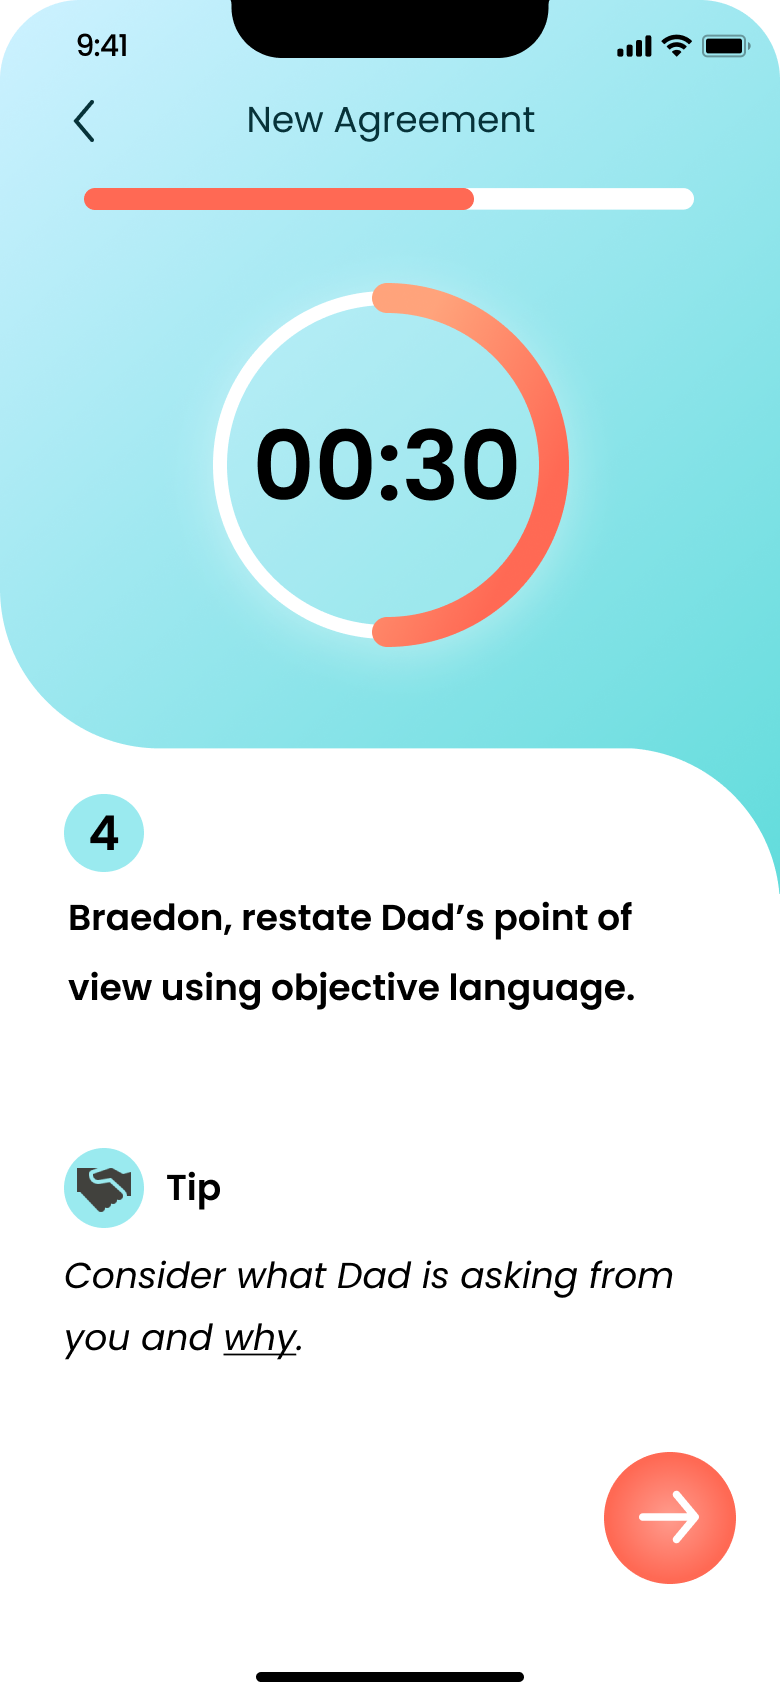 9:41
New Agreement
00:30
4
Braedon, restate Dad’s point of
view using objective language.
Tip
Consider what Dad is asking from
you and why.